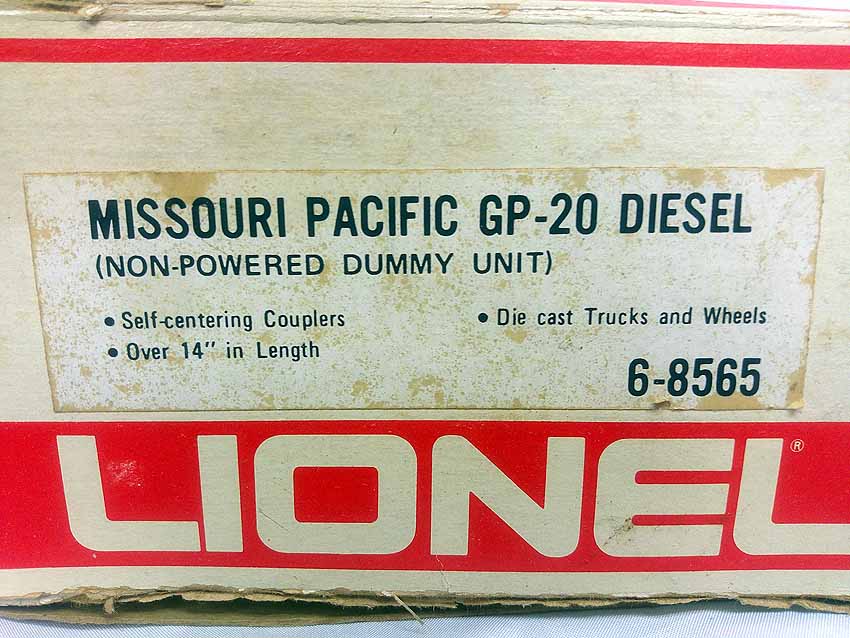 MISSOURI PACIFIC GP-20 DIESEL
(NON-POWERED DUMMY UNIT)
• Self-centering Couplers • Die cast Trucks and Wheels
• Over 14" in Length
6-8565
LIONEL®